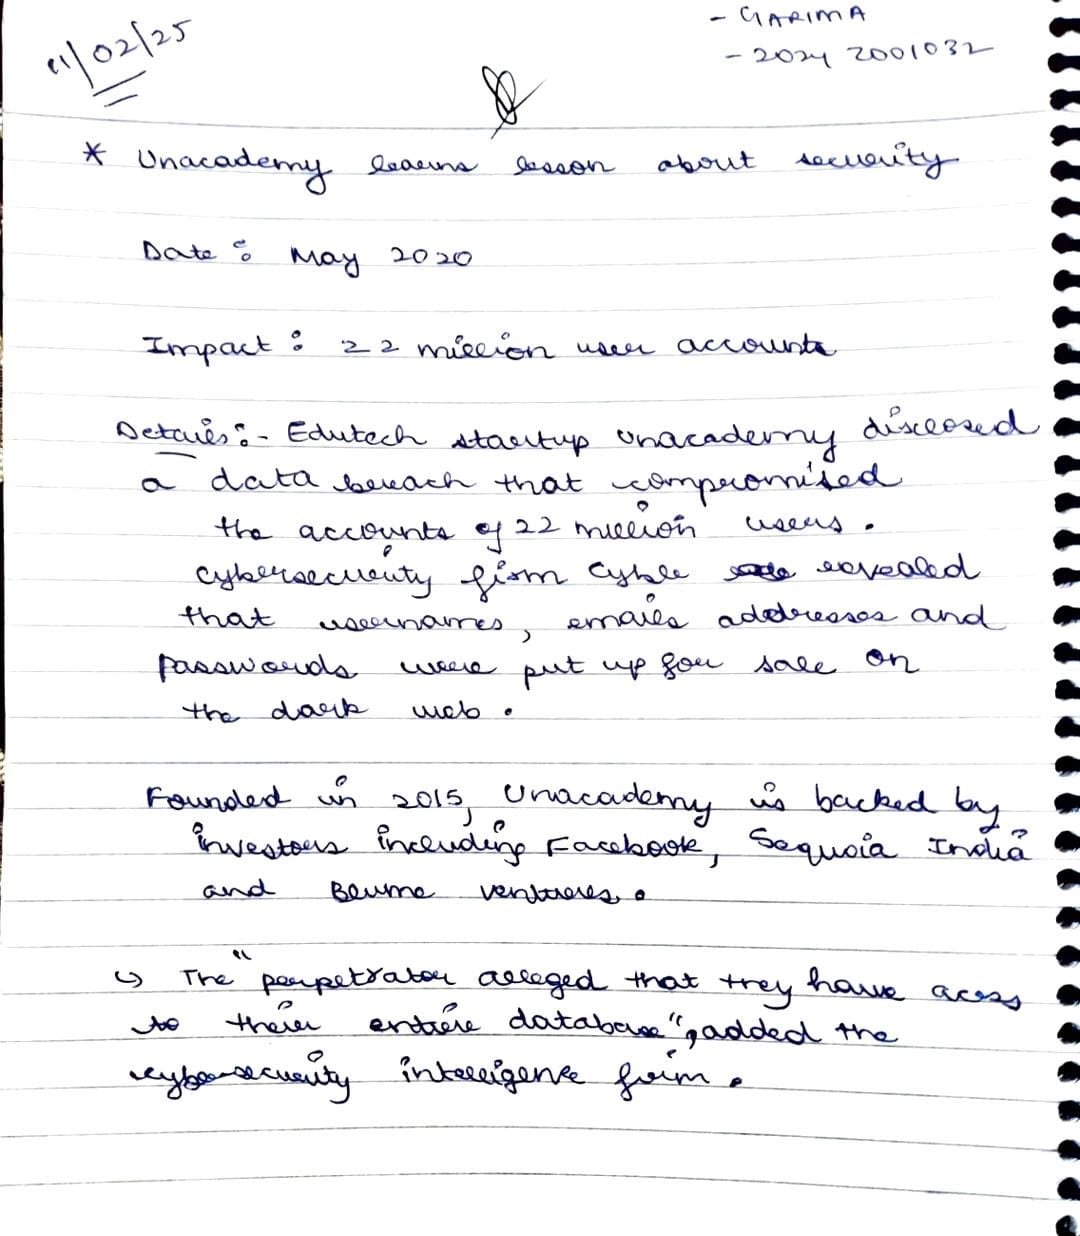 - GARIMA
11/02/25
- 2024 2001032
* Unacademy learns lesson about security
Date : May 2020
Impact : 22 million user accounts
Details :- Edutech startup unacademy disclosed
a data breach that compromised
the accounts of 22 million users .
cybersecurity firm Cyble revealed
that usernames, emails addresses and
passwords were put up for sale on
the dark web .
Founded in 2015, Unacademy is backed by
investors including Facebook, Sequoia India
and Blume ventures .
↳ The "perpetrator alleged that they have acess
to their entire database", added the
cybersecurity intelligence firm .